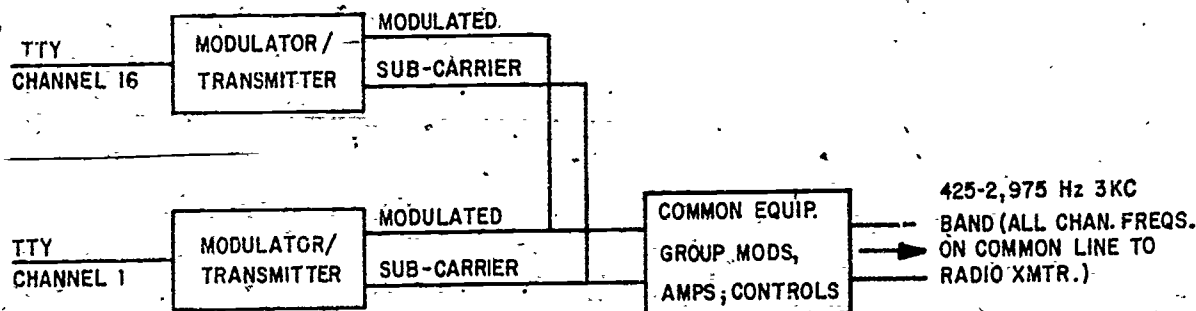 TTY
CHANNEL 16
MODULATOR/
TRANSMITTER
MODULATED
SUB-CARRIER
TTY
CHANNEL 1
MODULATOR/
TRANSMITTER
MODULATED
SUB-CARRIER
COMMON EQUIP.
GROUP MODS,
AMPS; CONTROLS
425-2,975 Hz 3KC
BAND (ALL CHAN. FREQS.
ON COMMON LINE TO
RADIO XMTR.)